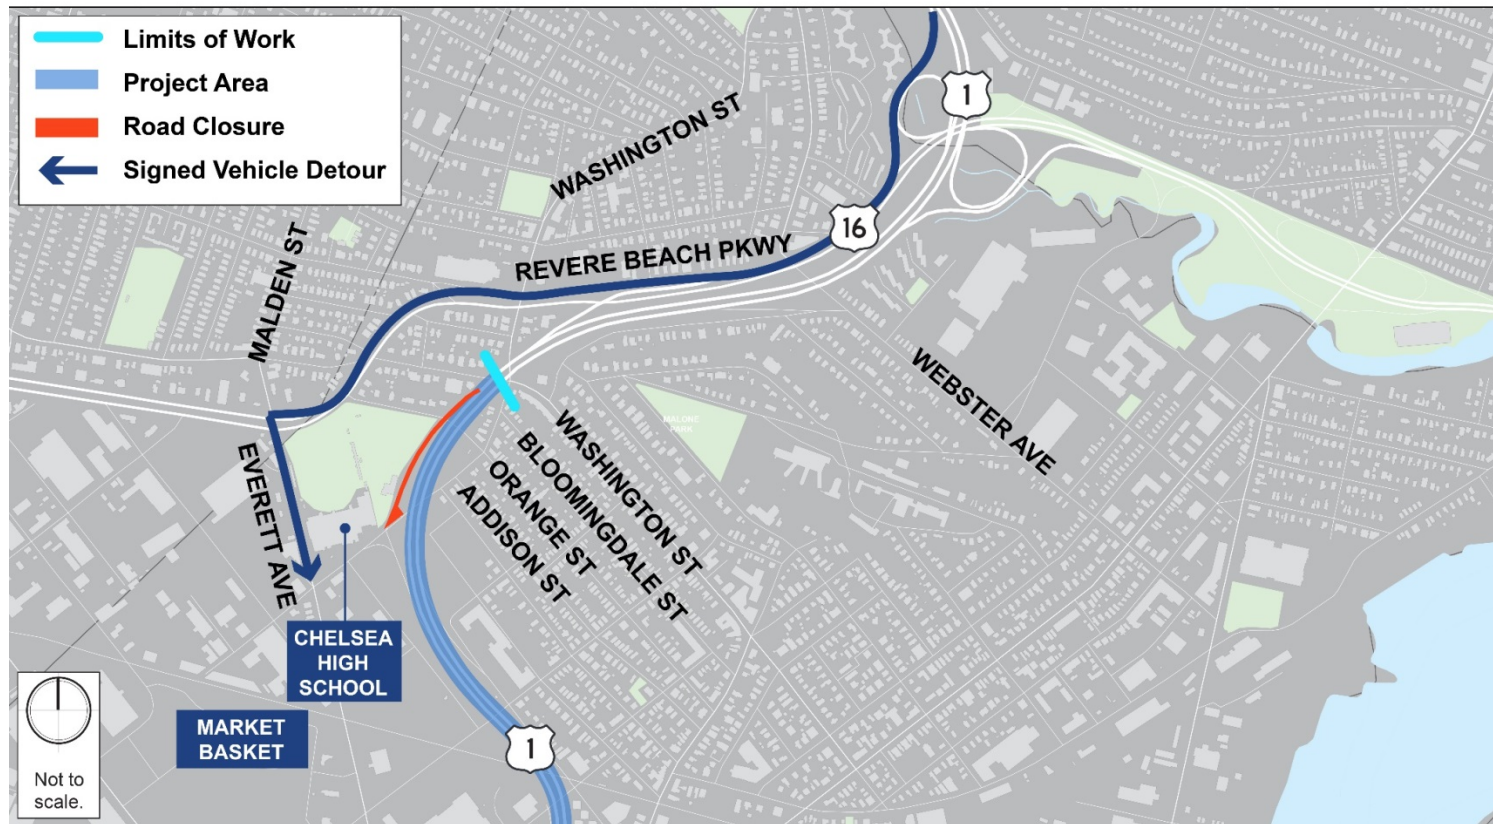 Limits of Work
Project Area
Road Closure
Signed Vehicle Detour
1
WASHINGTON ST
16
REVERE BEACH PKWY
MALDEN ST
WEBSTER AVE
MALONE
PARK
WASHINGTON ST
BLOOMINGDALE ST
ORANGE ST
ADDISON ST
EVERETT AVE
CHELSEA
HIGH
SCHOOL
MARKET
BASKET
1
Not to
scale.